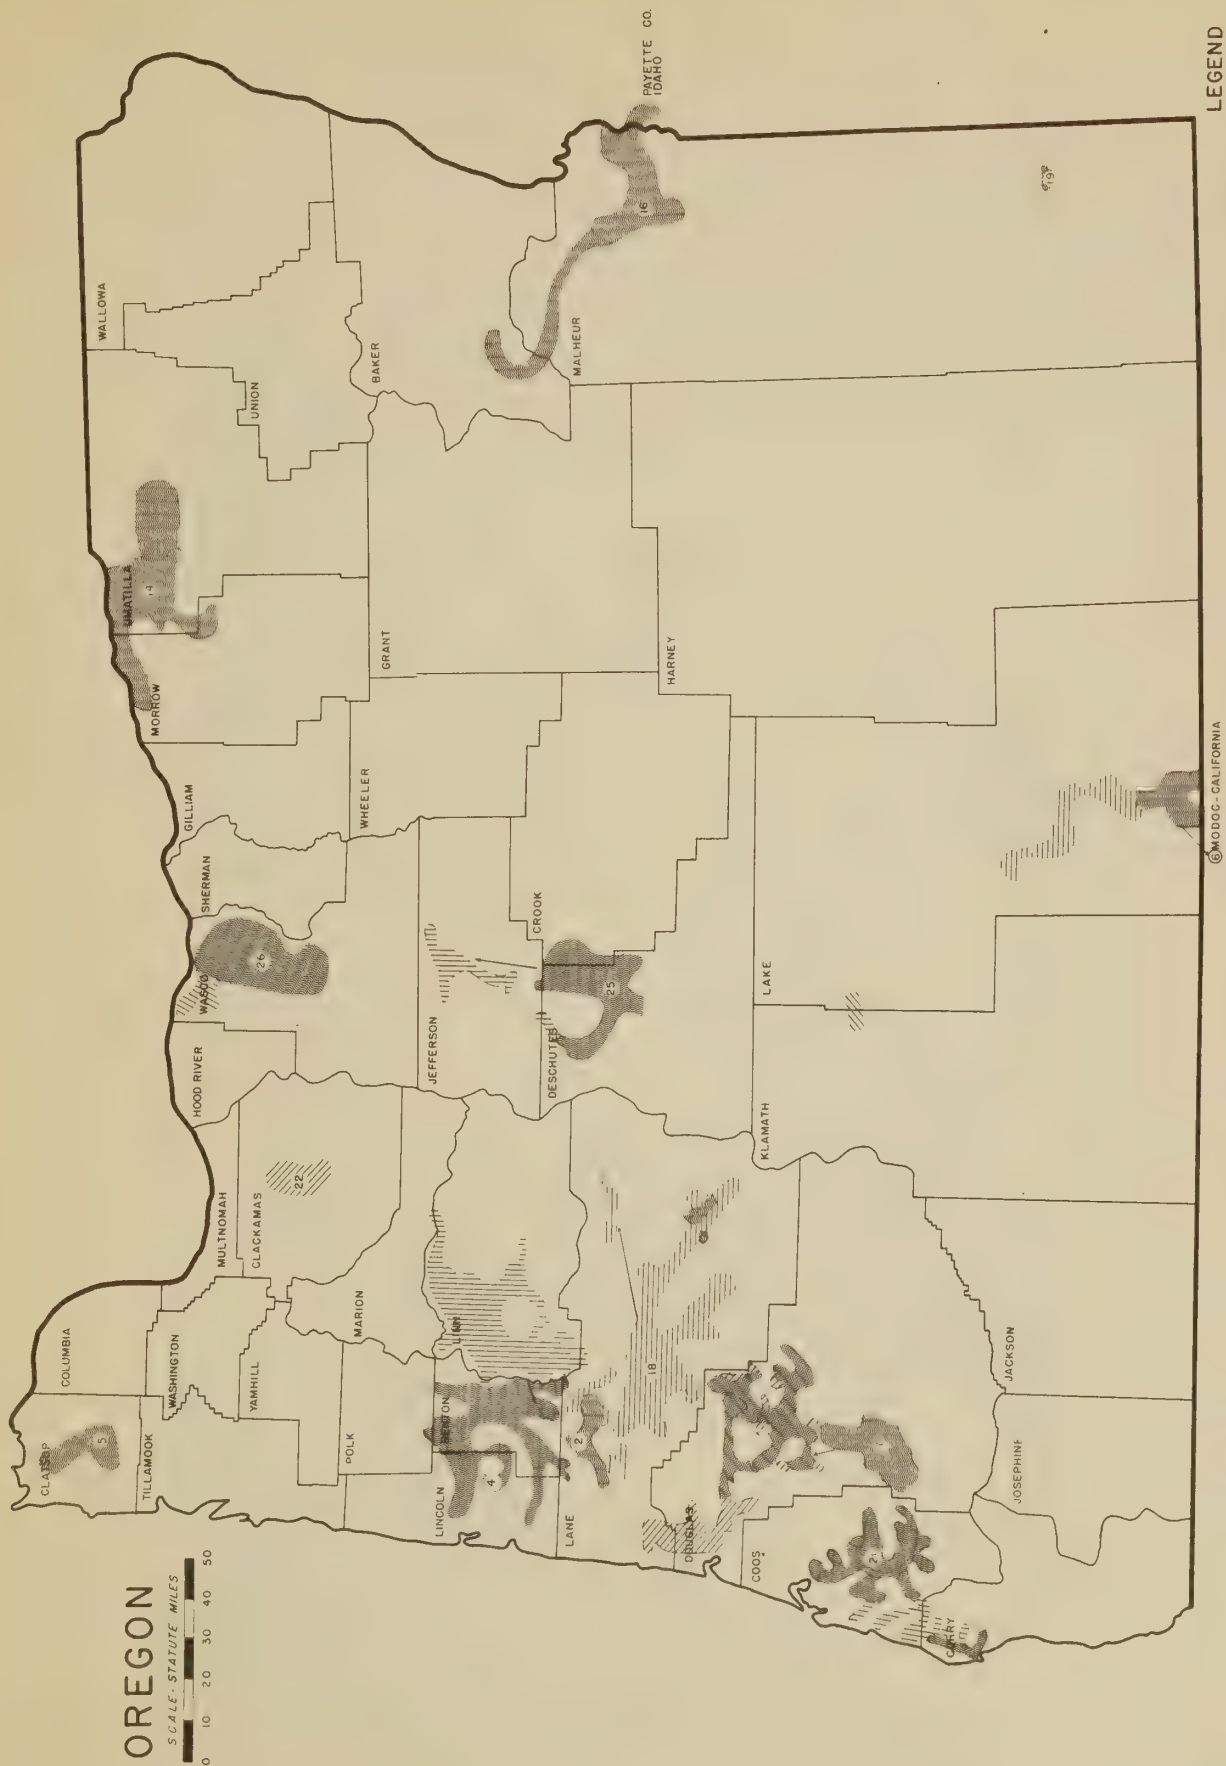 OREGON
SCALE - STATUTE MILES
0 10 20 30 40 50
CLATSOP
5
COLUMBIA
TILLAMOOK
WASHINGTON
YAMHILL
MULTNOMAH
CLACKAMAS
22
HOOD RIVER
WASCO
26
SHERMAN
GILLIAM
MORROW
UMATILLA
14
UNION
WALLOWA
POLK
MARION
LINCOLN
4
BENTON
LINN
JEFFERSON
WHEELER
GRANT
BAKER
LANE
2
18
DESCHUTES
25
CROOK
HARNEY
MALHEUR
16
PAYETTE CO.
IDAHO
DOUGLAS
COOS
21
CURRY
JOSEPHINE
JACKSON
KLAMATH
LAKE
19
6 MODOC - CALIFORNIA
LEGEND